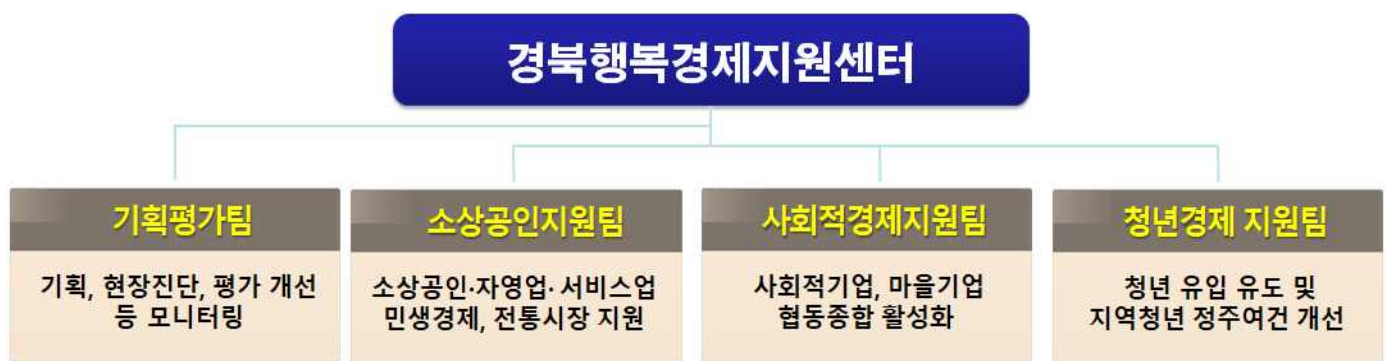 경북행복경제지원센터
기획평가팀
기획, 현장진단, 평가 개선
등 모니터링
소상공인지원팀
소상공인·자영업· 서비스업
민생경제, 전통시장 지원
사회적경제지원팀
사회적기업, 마을기업
협동종합 활성화
청년경제 지원팀
청년 유입 유도 및
지역청년 정주여건 개선